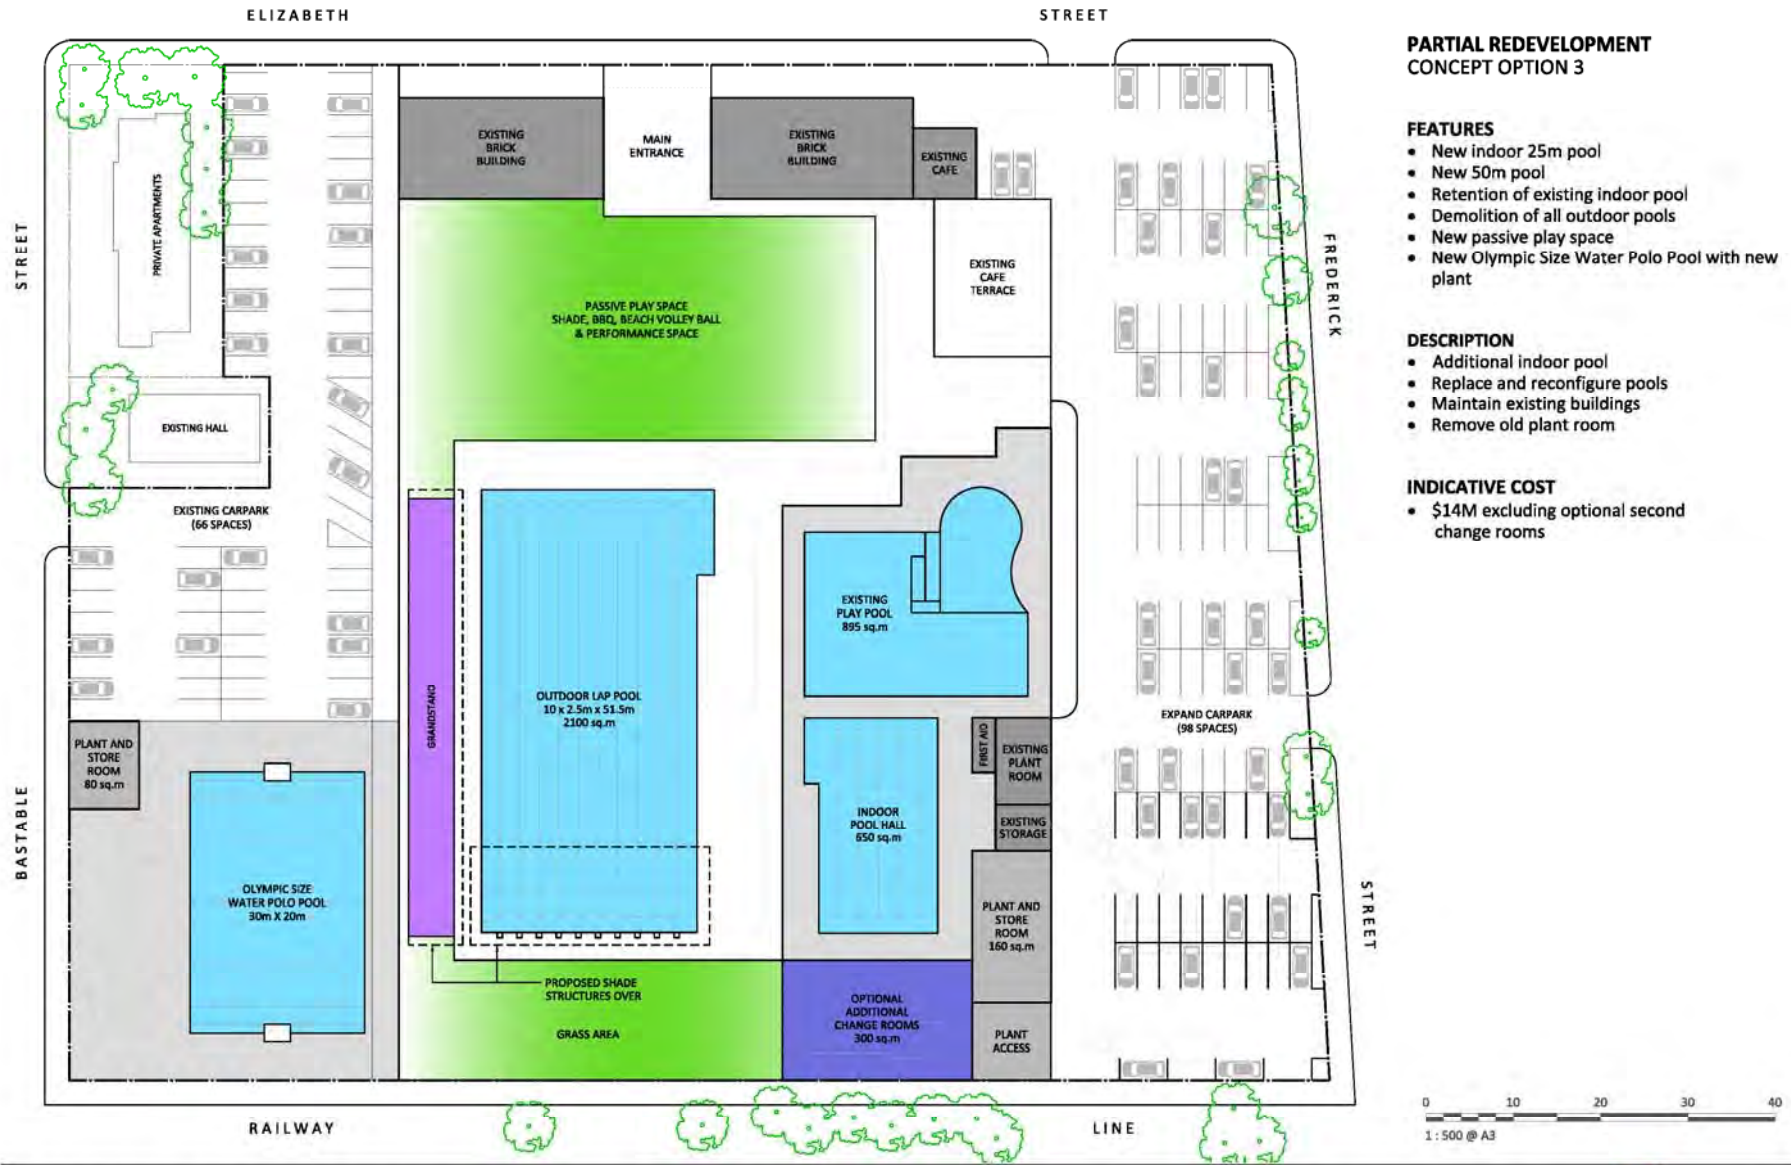 ELIZABETH STREET
PARTIAL REDEVELOPMENT
CONCEPT OPTION 3
FEATURES
• New indoor 25m pool
• New 50m pool
• Retention of existing indoor pool
• Demolition of all outdoor pools
• New passive play space
• New Olympic Size Water Polo Pool with new
plant
DESCRIPTION
• Additional indoor pool
• Replace and reconfigure pools
• Maintain existing buildings
• Remove old plant room
INDICATIVE COST
• $14M excluding optional second
change rooms
EXISTING
BRICK
BUILDING
MAIN
ENTRANCE
EXISTING
BRICK
BUILDING
EXISTING
CAFE
PRIVATE APARTMENTS
STREET
FREDERICK
EXISTING
CAFE
TERRACE
PASSIVE PLAY SPACE
SHADE, BBQ, BEACH VOLLEY BALL
& PERFORMANCE SPACE
EXISTING HALL
EXISTING CARPARK
(66 SPACES)
EXISTING
PLAY POOL
895 sq.m
GRANDSTAND
OUTDOOR LAP POOL
10 x 2.5m x 51.5m
2100 sq.m
EXPAND CARPARK
(98 SPACES)
PLANT AND
STORE
ROOM
80 sq.m
FIRST AID
EXISTING
PLANT
ROOM
INDOOR
POOL HALL
650 sq.m
EXISTING
STORAGE
BASTABLE
OLYMPIC SIZE
WATER POLO POOL
30m X 20m
PLANT AND
STORE
ROOM
160 sq.m
STREET
PROPOSED SHADE
STRUCTURES OVER
GRASS AREA
OPTIONAL
ADDITIONAL
CHANGE ROOMS
300 sq.m
PLANT
ACCESS
RAILWAY LINE
0 10 20 30 40
1 : 500 @ A3